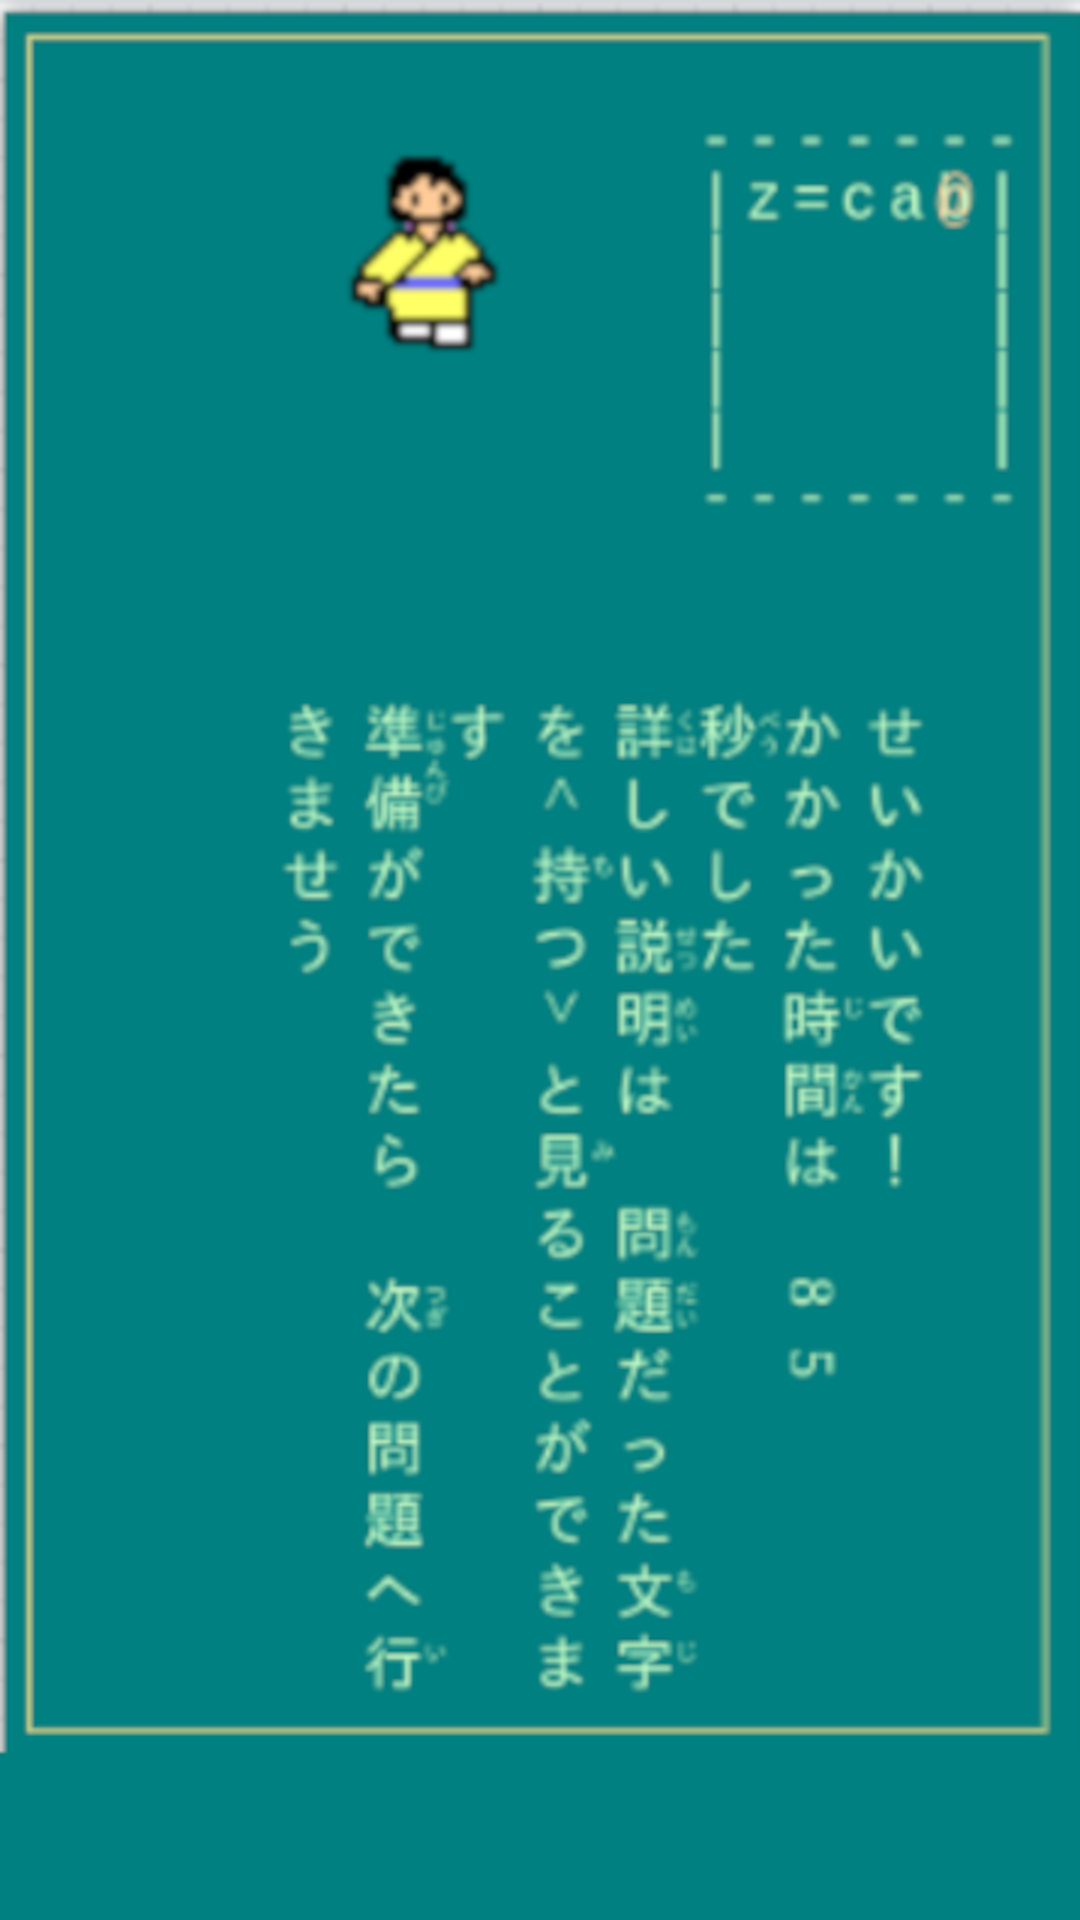 z=ca
せいかいです！
かかった時間は　８５
秒でした
詳しい説明は　問題だった文字
を＜持つ＞と見ることができま
す
準備ができたら　次の問題へ行
きませう